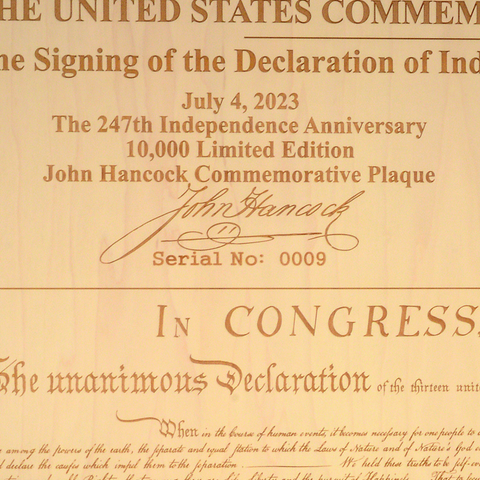 HE UNITED STATES COMMEM
he Signing of the Declaration of Ind
July 4, 2023
The 247th Independence Anniversary
10,000 Limited Edition
John Hancock Commemorative Plaque
John Hancock
Serial No: 0009
IN CONGRESS,
The unanimous Declaration of the thirteen unite
When in the Course of human events, it becomes necessary for one people to
among the powers of the earth, the separate and equal station to which the Laws of Nature and of Nature's God
declare the causes which impel them to the separation. We hold these truths to be self-ev